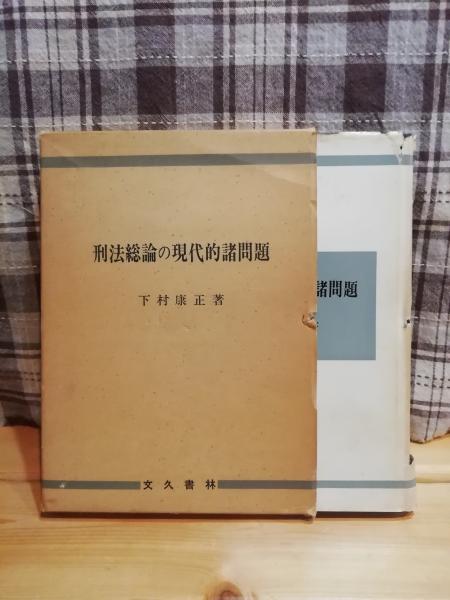 刑法総論の現代的諸問題
下村康正著
文久書林
諸問題